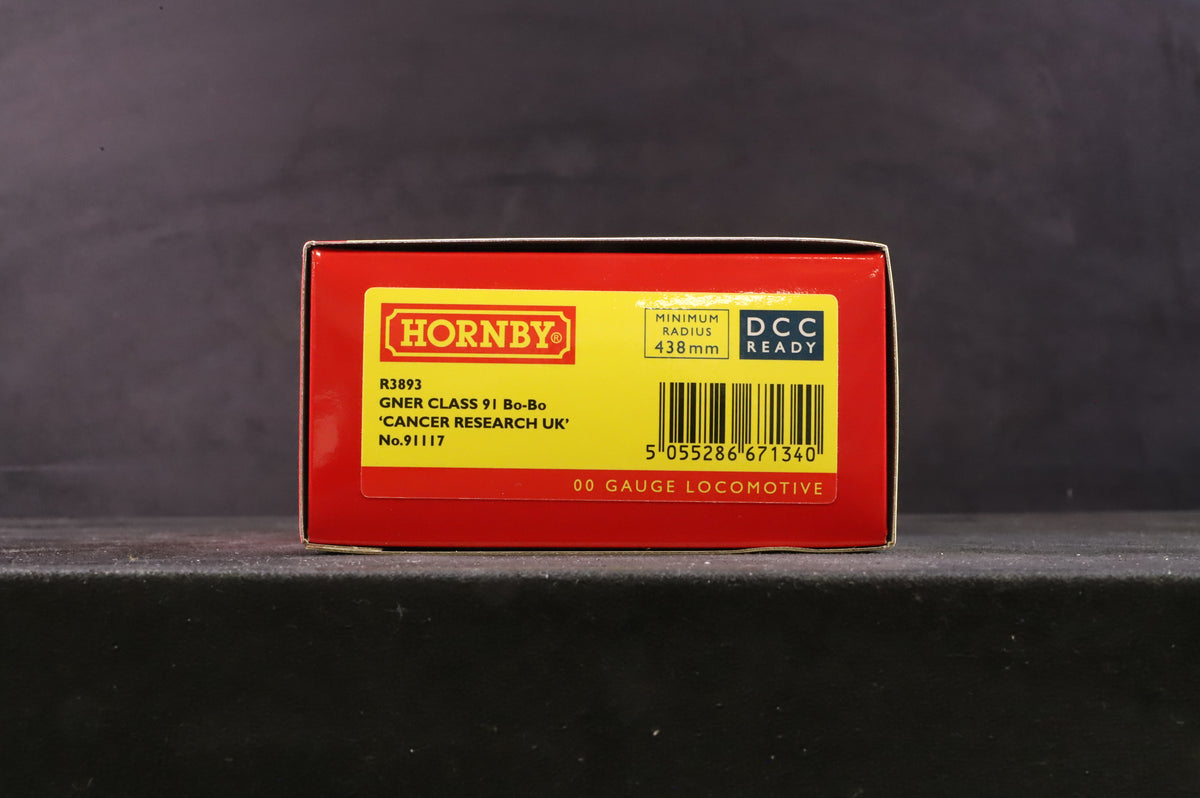 HORNBY®
MINIMUM
RADIUS
438mm
DCC
READY
R3893
GNER CLASS 91 Bo-Bo
‘CANCER RESEARCH UK’
No.91117
5 055286 671340
00 GAUGE LOCOMOTIVE